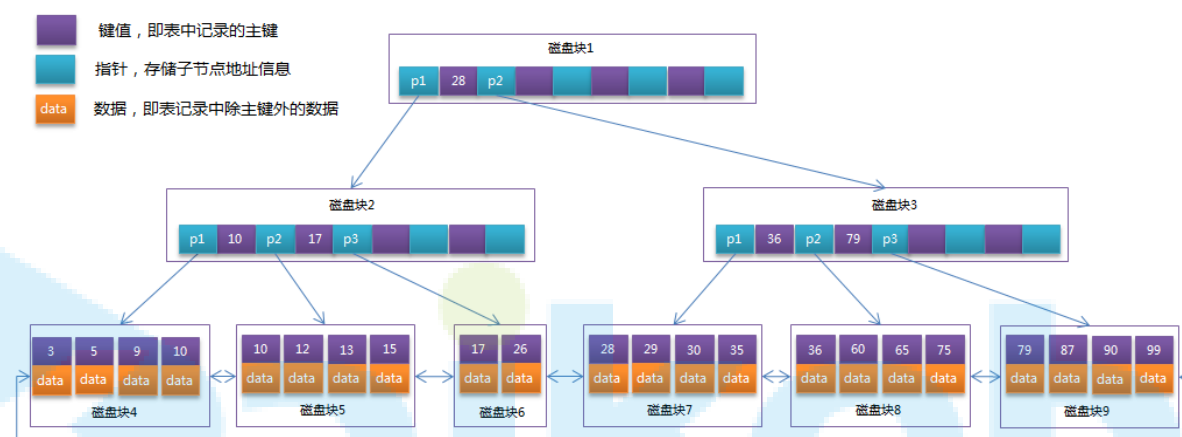 键值，即表中记录的主键
指针，存储子节点地址信息
data 数据，即表记录中除主键外的数据
磁盘块1
p1 28 p2
磁盘块2 磁盘块3
p1 10 p2 17 p3 p1 36 p2 79 p3
3 5 9 10 10 12 13 15 17 26 28 29 30 35 36 60 65 75 79 87 90 99
data data data data data data data data data data data data data data data data data data data data data data
磁盘块4 磁盘块5 磁盘块6 磁盘块7 磁盘块8 磁盘块9